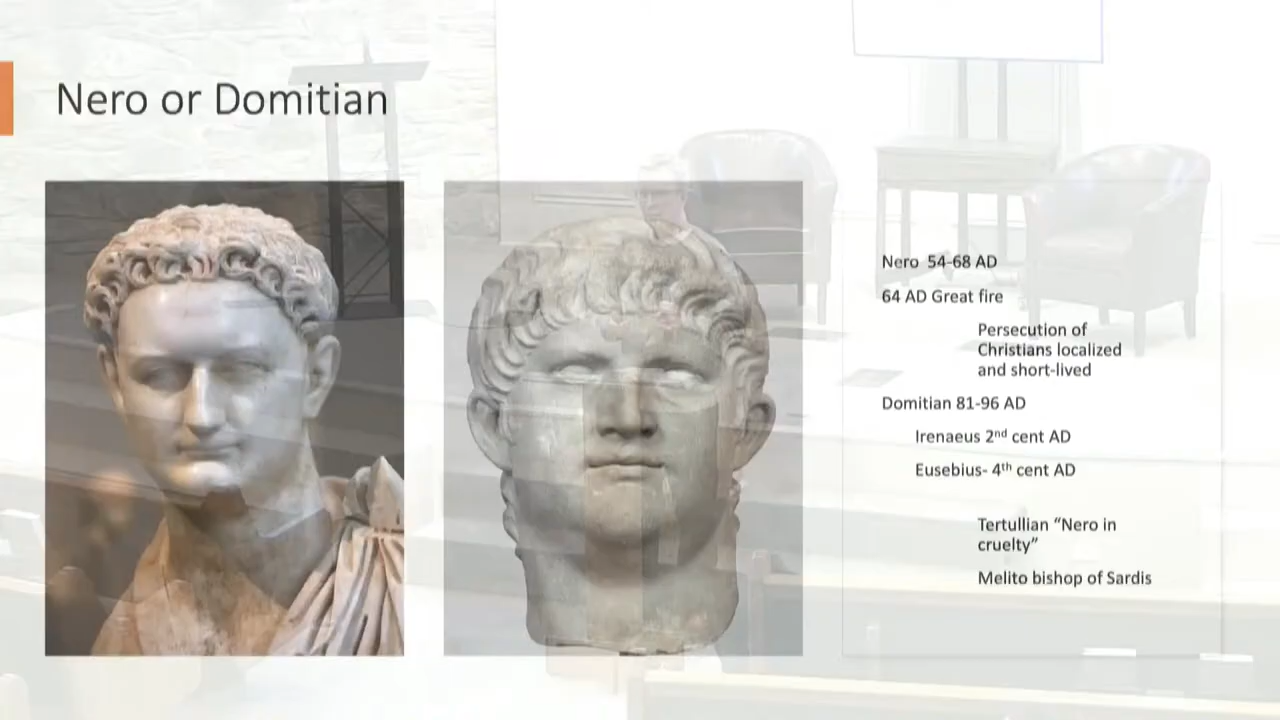 Nero or Domitian
Nero 54-68 AD
64 AD Great fire
Persecution of
Christians localized
and short-lived
Domitian 81-96 AD
Irenaeus 2nd cent AD
Eusebius- 4th cent AD
Tertullian “Nero in
cruelty”
Melito bishop of Sardis